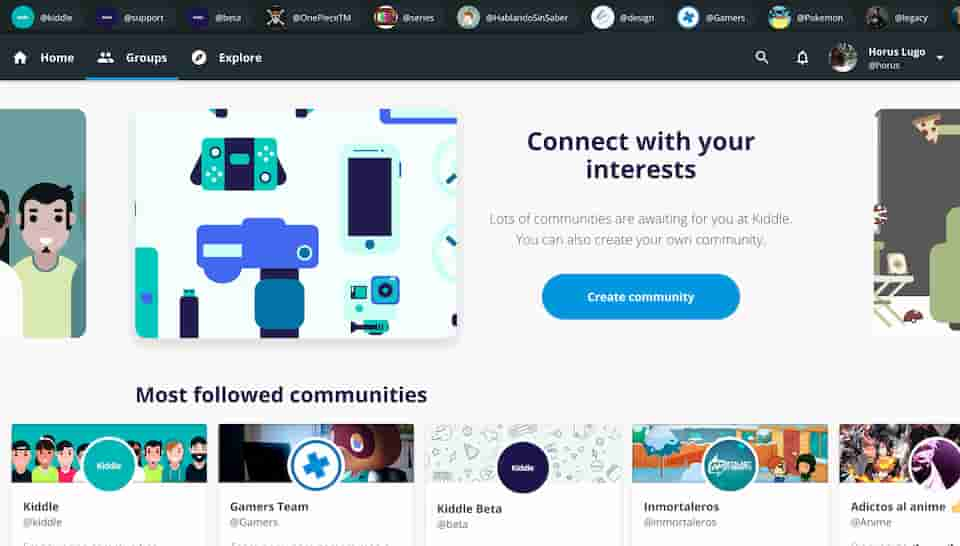 @kiddle @support @beta @OnePieceTM @series @HablandoSinSaber @design @Gamers @Pokemon @legacy
Home Groups Explore
Horus Lugo
@horus
Connect with your
interests
Lots of communities are awaiting for you at Kiddle.
You can also create your own community.
Create community
Most followed communities
Kiddle
Kiddle
Kiddle
@kiddle
Gamers Team
@Gamers
Kiddle Beta
@beta
Inmortaleros
@inmortaleros
Adictos al anime
@Anime